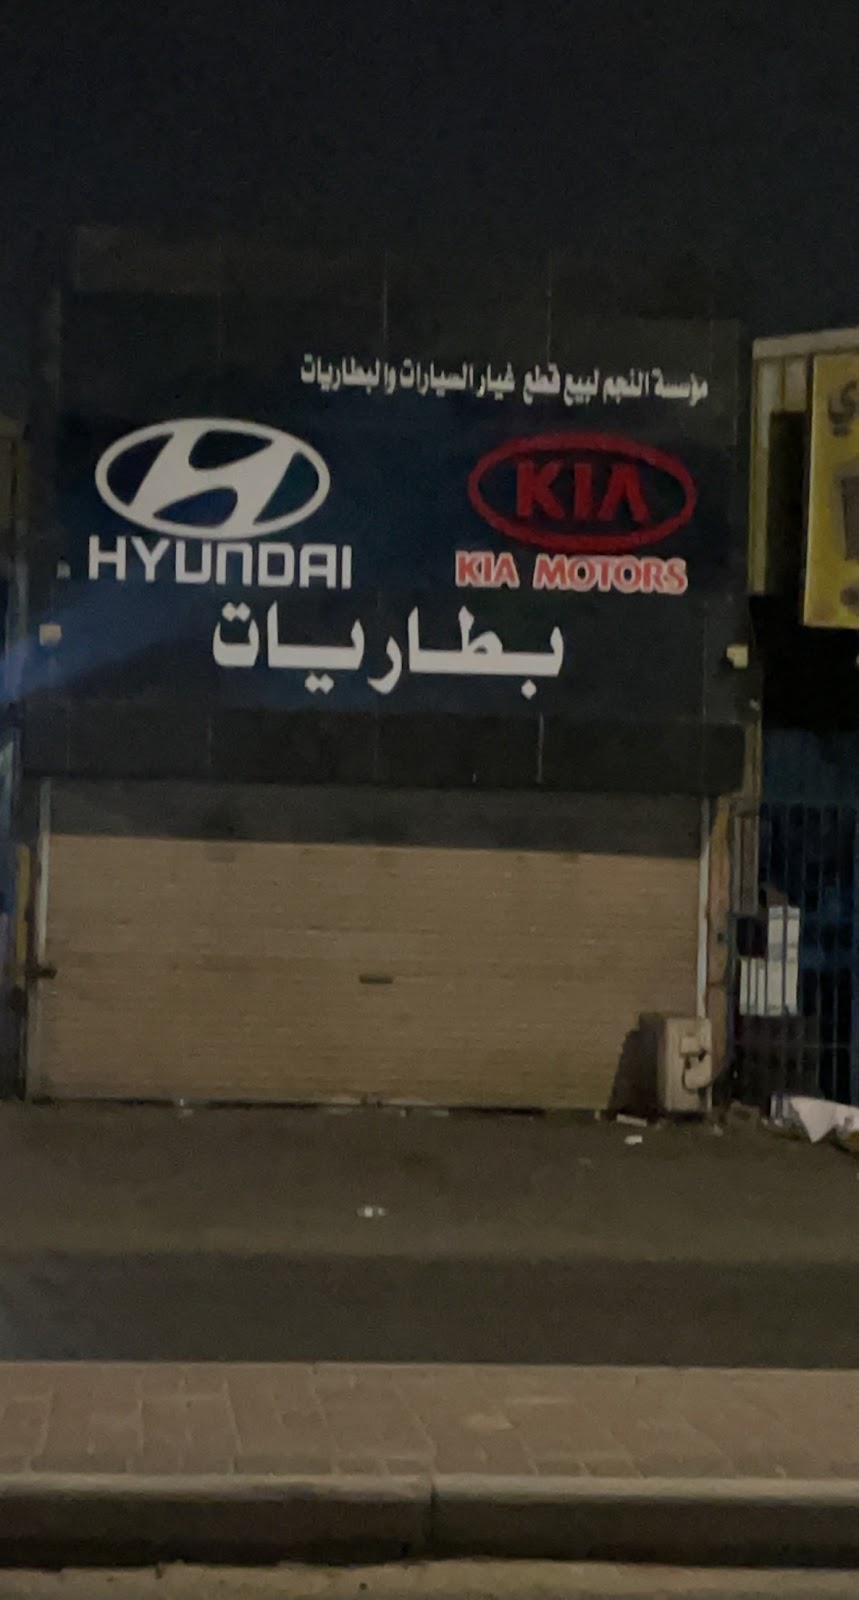 مؤسسة النجم لبيع قطع غيار السيارات والبطاريات
HYUNDAI
KIA
KIA MOTORS
بطاريات